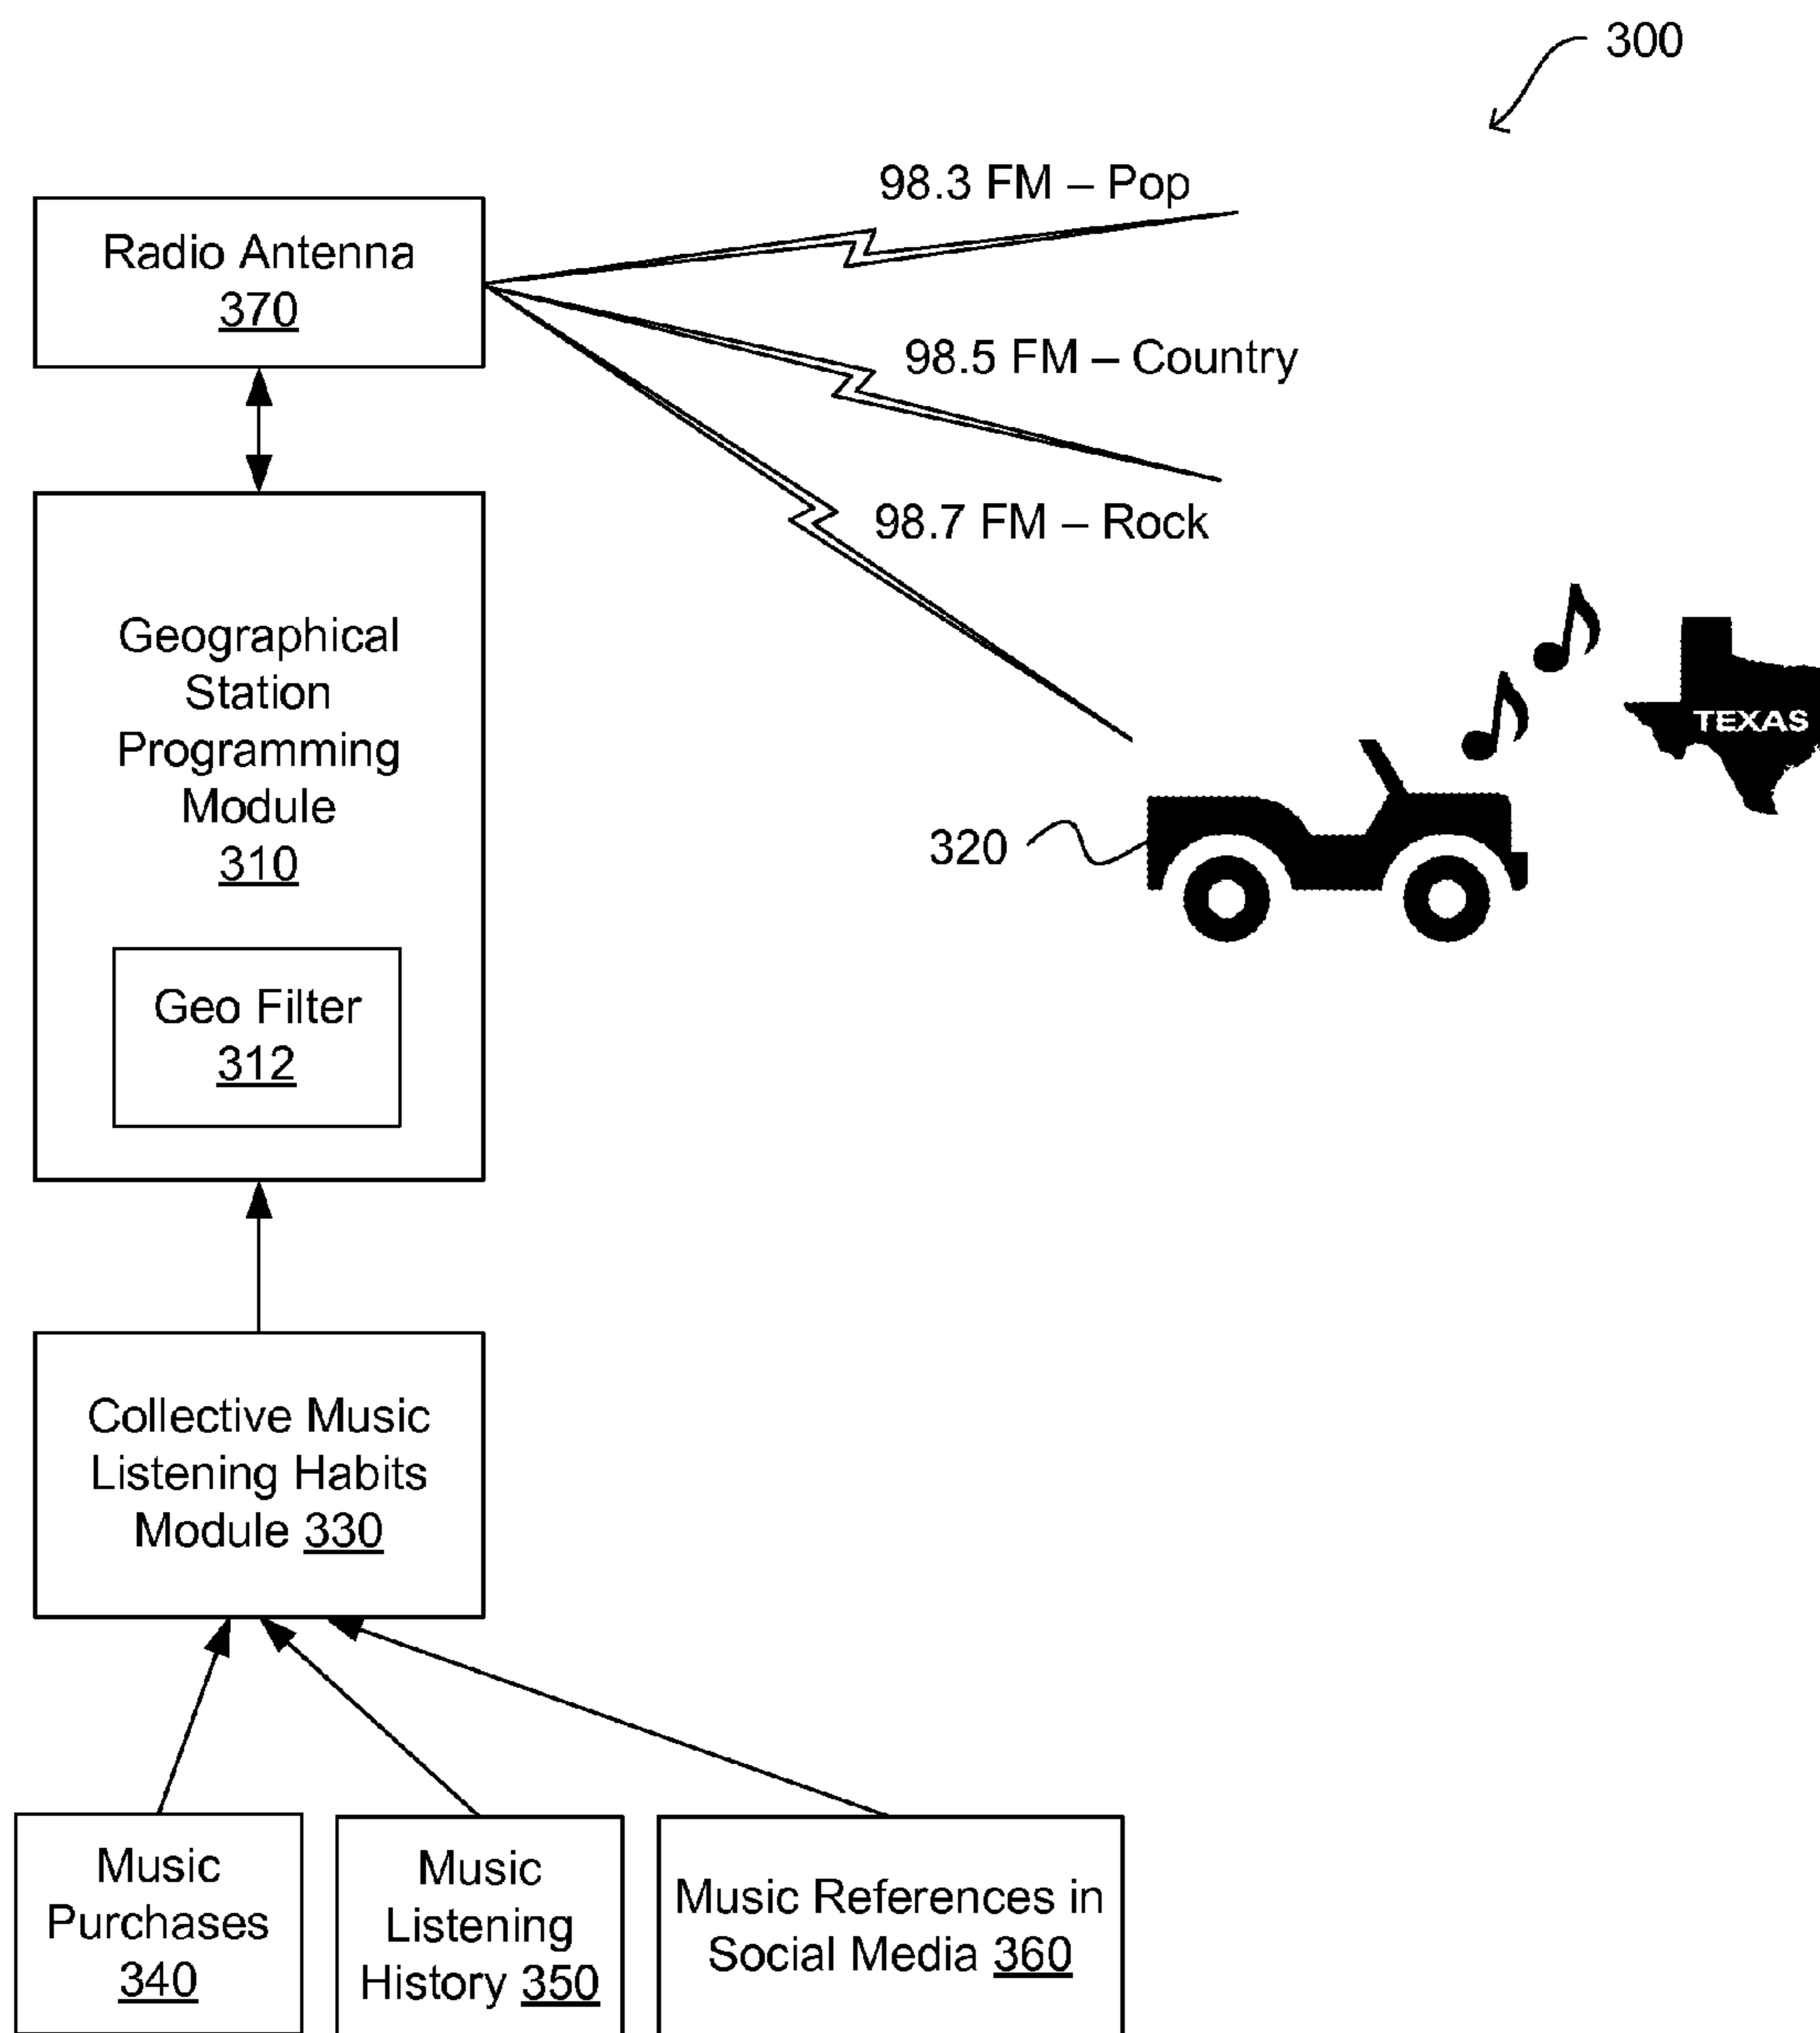 300
98.3 FM – Pop
Radio Antenna
370
98.5 FM – Country
98.7 FM – Rock
Geographical
Station
Programming
Module
310
TEXAS
320
Geo Filter
312
Collective Music
Listening Habits
Module 330
Music
Purchases
340
Music
Listening
History 350
Music References in
Social Media 360